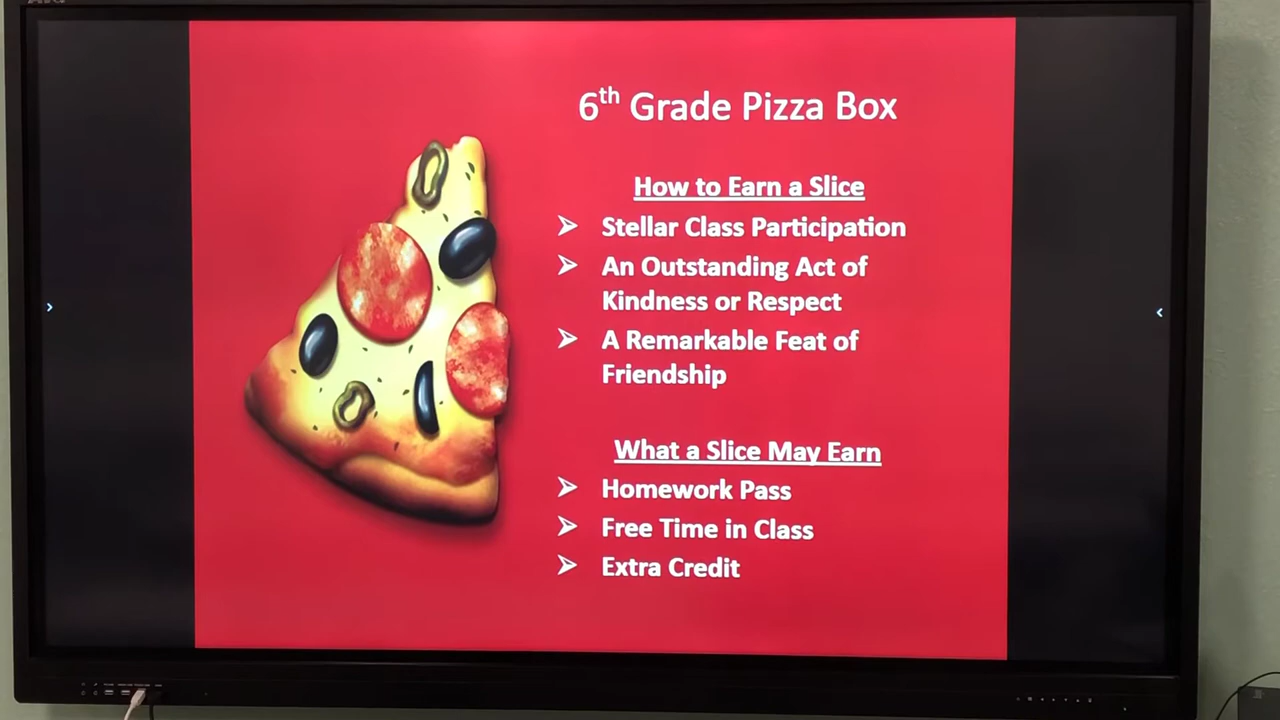 6th Grade Pizza Box
How to Earn a Slice
Stellar Class Participation
An Outstanding Act of
Kindness or Respect
A Remarkable Feat of
Friendship
What a Slice May Earn
Homework Pass
Free Time in Class
Extra Credit